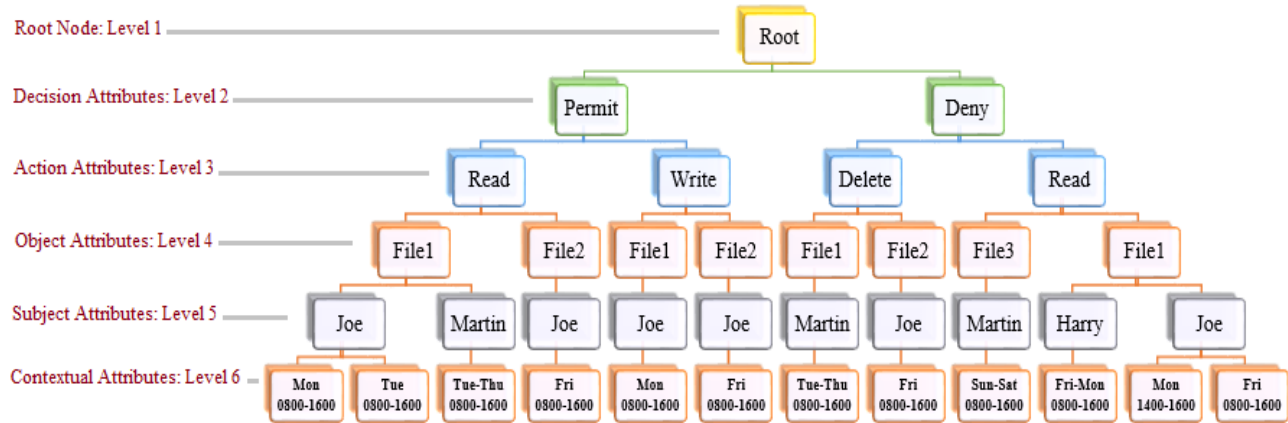 Root Node: Level 1
Root
Decision Attributes: Level 2
Permit
Deny
Action Attributes: Level 3
Read
Write
Delete
Read
Object Attributes: Level 4
File1
File2
File1
File2
File1
File2
File3
File1
Subject Attributes: Level 5
Joe
Martin
Joe
Joe
Joe
Martin
Joe
Martin
Harry
Joe
Contextual Attributes: Level 6
Mon
0800-1600
Tue
0800-1600
Tue-Thu
0800-1600
Fri
0800-1600
Mon
0800-1600
Fri
0800-1600
Tue-Thu
0800-1600
Fri
0800-1600
Sun-Sat
0800-1600
Fri-Mon
0800-1600
Mon
1400-1600
Fri
0800-1600